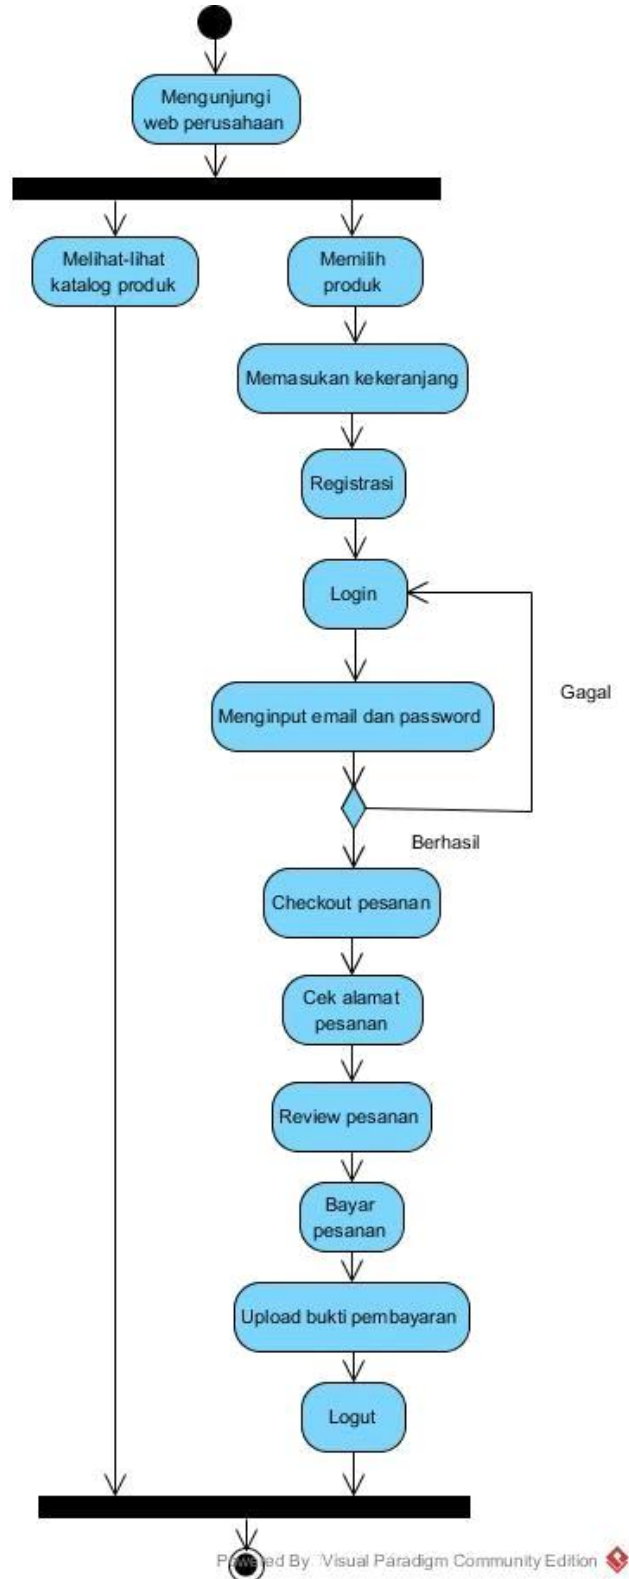 Mengunjungi
web perusahaan
Melihat-lihat
katalog produk
Memilih
produk
Memasukan kekeranjang
Registrasi
Login
Gagal
Menginput email dan password
Berhasil
Checkout pesanan
Cek alamat
pesanan
Review pesanan
Bayar
pesanan
Upload bukti pembayaran
Logut
Powered By Visual Paradigm Community Edition